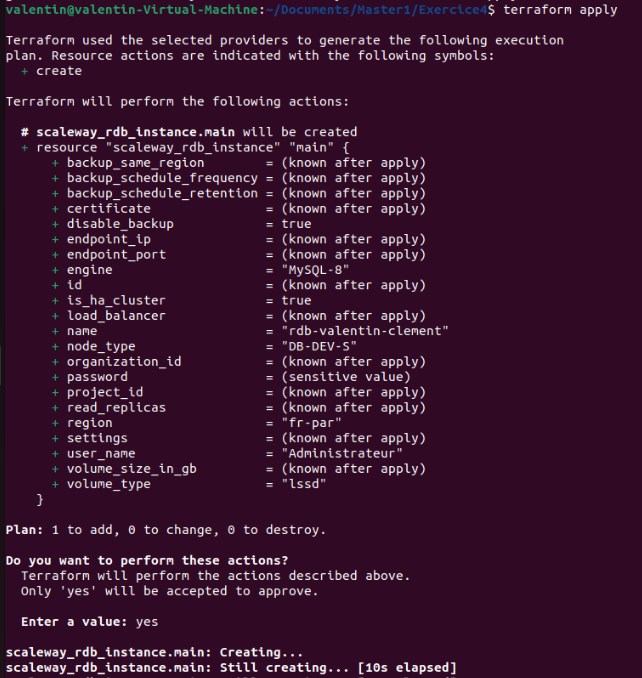 valentin@valentin-Virtual-Machine:~/Documents/Master1/Exercice4$ terraform apply
Terraform used the selected providers to generate the following execution
plan. Resource actions are indicated with the following symbols:
+ create
Terraform will perform the following actions:
# scaleway_rdb_instance.main will be created
+ resource "scaleway_rdb_instance" "main" {
+ backup_same_region = (known after apply)
+ backup_schedule_frequency = (known after apply)
+ backup_schedule_retention = (known after apply)
+ certificate = (known after apply)
+ disable_backup = true
+ endpoint_ip = (known after apply)
+ endpoint_port = (known after apply)
+ engine = "MySQL-8"
+ id = (known after apply)
+ is_ha_cluster = true
+ load_balancer = (known after apply)
+ name = "rdb-valentin-clement"
+ node_type = "DB-DEV-S"
+ organization_id = (known after apply)
+ password = (sensitive value)
+ project_id = (known after apply)
+ read_replicas = (known after apply)
+ region = "fr-par"
+ settings = (known after apply)
+ user_name = "Administrateur"
+ volume_size_in_gb = (known after apply)
+ volume_type = "lssd"
}
Plan: 1 to add, 0 to change, 0 to destroy.
Do you want to perform these actions?
Terraform will perform the actions described above.
Only 'yes' will be accepted to approve.
Enter a value: yes
scaleway_rdb_instance.main: Creating...
scaleway_rdb_instance.main: Still creating... [10s elapsed]